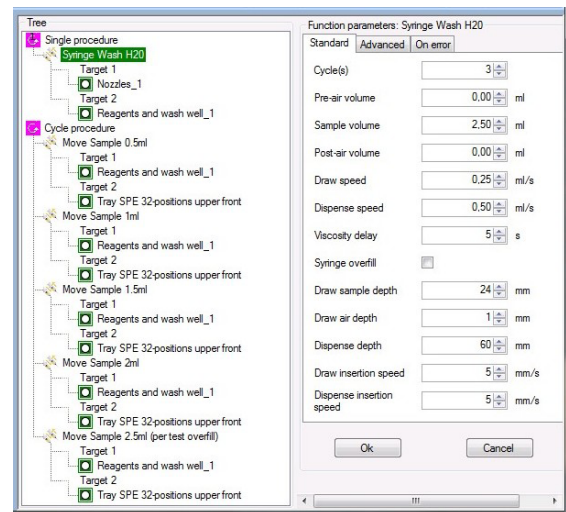 Tree
Single procedure
Syringe Wash H20
Target 1
Nozzles_1
Target 2
Reagents and wash well_1
Cycle procedure
Move Sample 0.5ml
Target 1
Reagents and wash well_1
Target 2
Tray SPE 32-positions upper front
Move Sample 1ml
Target 1
Reagents and wash well_1
Target 2
Tray SPE 32-positions upper front
Move Sample 1.5ml
Target 1
Reagents and wash well_1
Target 2
Tray SPE 32-positions upper front
Move Sample 2ml
Target 1
Reagents and wash well_1
Target 2
Tray SPE 32-positions upper front
Move Sample 2.5ml (per test overfill)
Target 1
Reagents and wash well_1
Target 2
Tray SPE 32-positions upper front
Function parameters: Syringe Wash H20
Standard Advanced On error
Cycle(s) 3
Pre-air volume 0,00 ml
Sample volume 2,50 ml
Post-air volume 0,00 ml
Draw speed 0,25 ml/s
Dispense speed 0,50 ml/s
Viscosity delay 5 s
Syringe overfill
Draw sample depth 24 mm
Draw air depth 1 mm
Dispense depth 60 mm
Draw insertion speed 5 mm/s
Dispense insertion
speed 5 mm/s
Ok Cancel